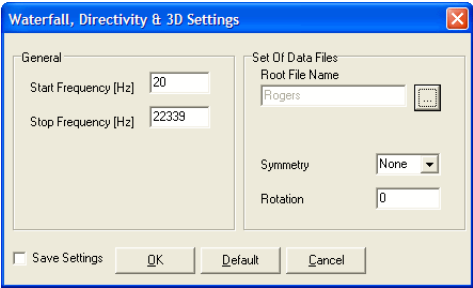 Waterfall, Directivity & 3D Settings
General
Start Frequency [Hz] 20
Stop Frequency [Hz] 22339
Set Of Data Files
Root File Name
Rogers ...
Symmetry None
Rotation 0
Save Settings OK Default Cancel